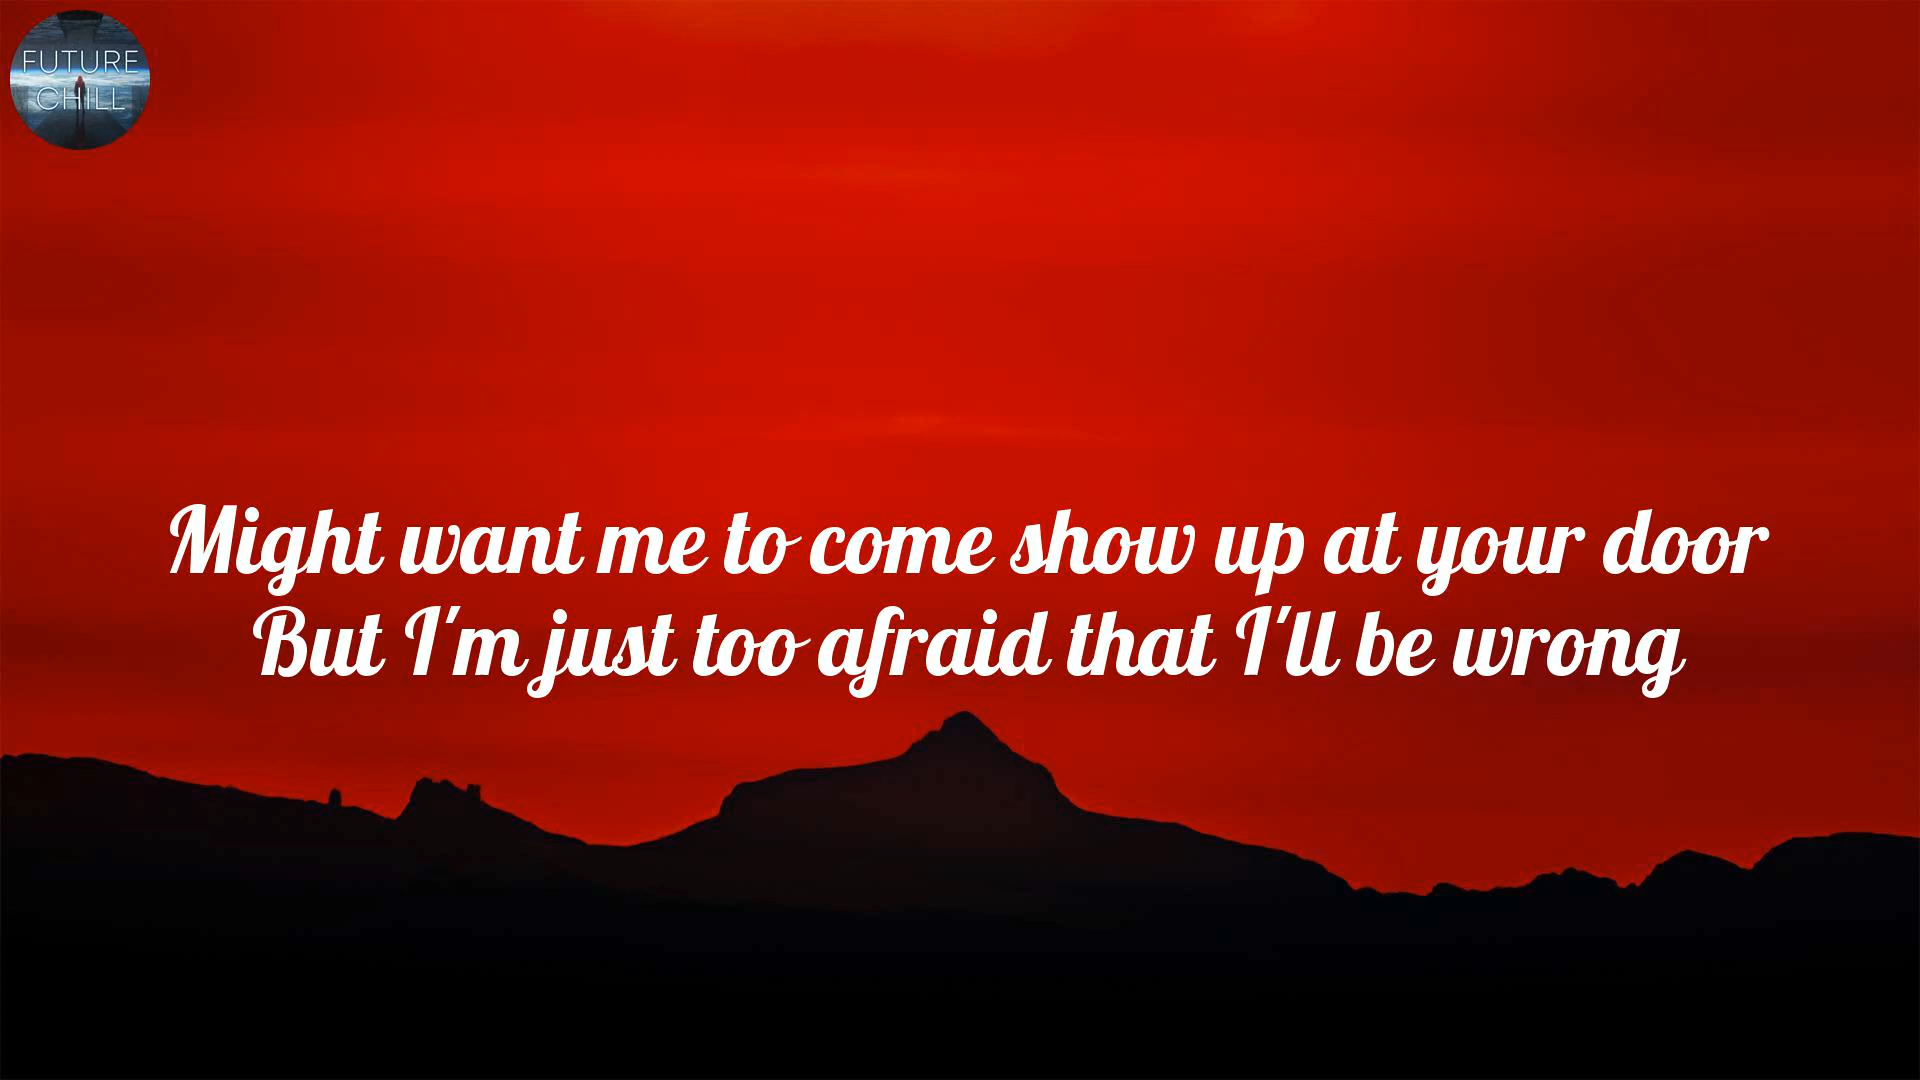 FUTURE
CHILL
Might want me to come show up at your door
But I'm just too afraid that I'll be wrong